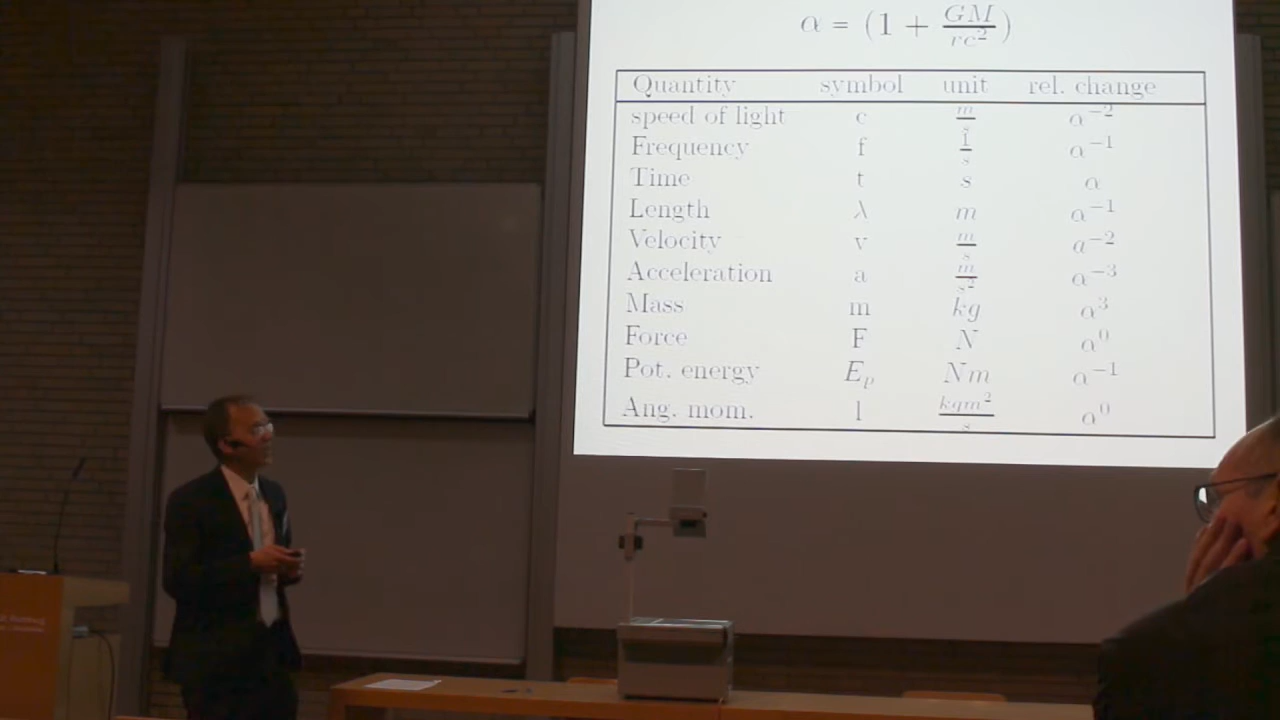 α = (1 + GM/rc²)
Quantity symbol unit rel. change
speed of light c m/s α⁻²
Frequency f 1/s α⁻¹
Time t s α
Length λ m α⁻¹
Velocity v m/s a⁻²
Acceleration a m/s² α⁻³
Mass m kg α³
Force F N α⁰
Pot. energy Eₚ Nm α⁻¹
Ang. mom. l kgm²/s α⁰